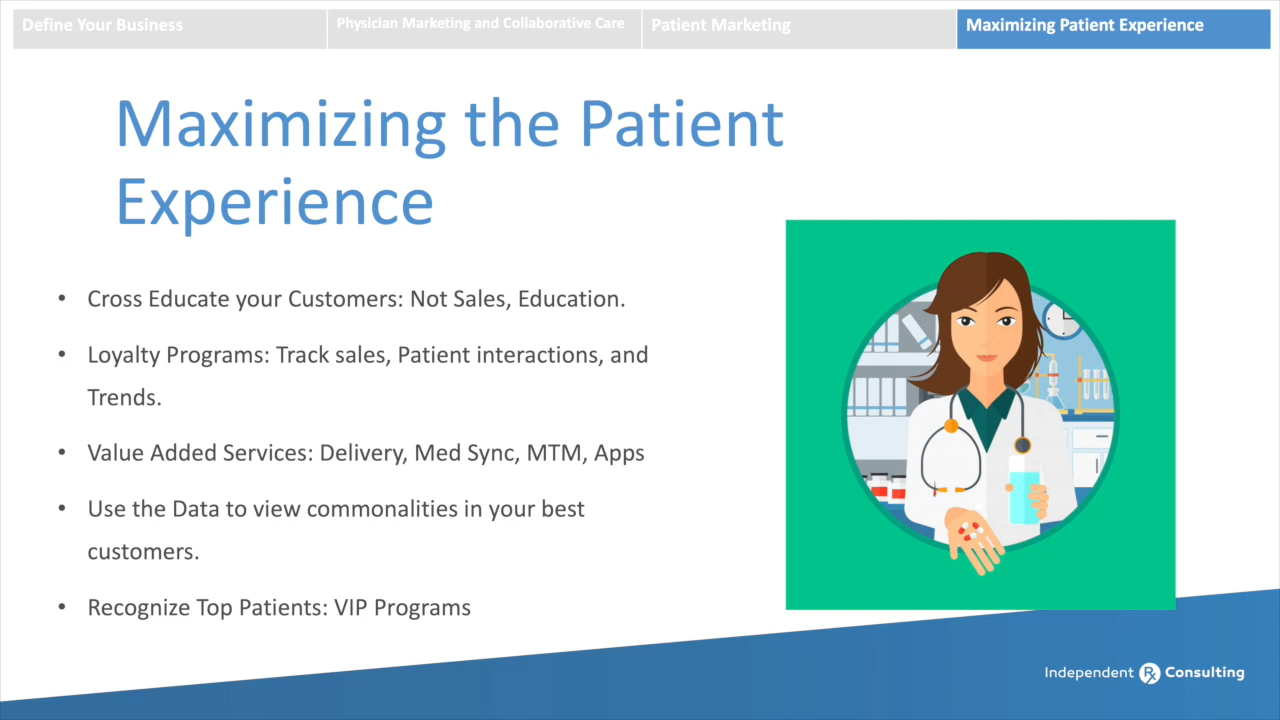 Define Your Business
Physician Marketing and Collaborative Care
Patient Marketing
Maximizing Patient Experience
Maximizing the Patient
Experience
• Cross Educate your Customers: Not Sales, Education.
• Loyalty Programs: Track sales, Patient interactions, and
Trends.
• Value Added Services: Delivery, Med Sync, MTM, Apps
• Use the Data to view commonalities in your best
customers.
• Recognize Top Patients: VIP Programs
Independent Rx Consulting